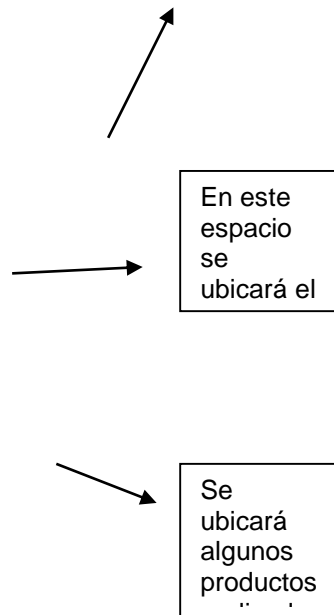 En este
espacio
se
ubicará el
Se
ubicará
algunos
productos